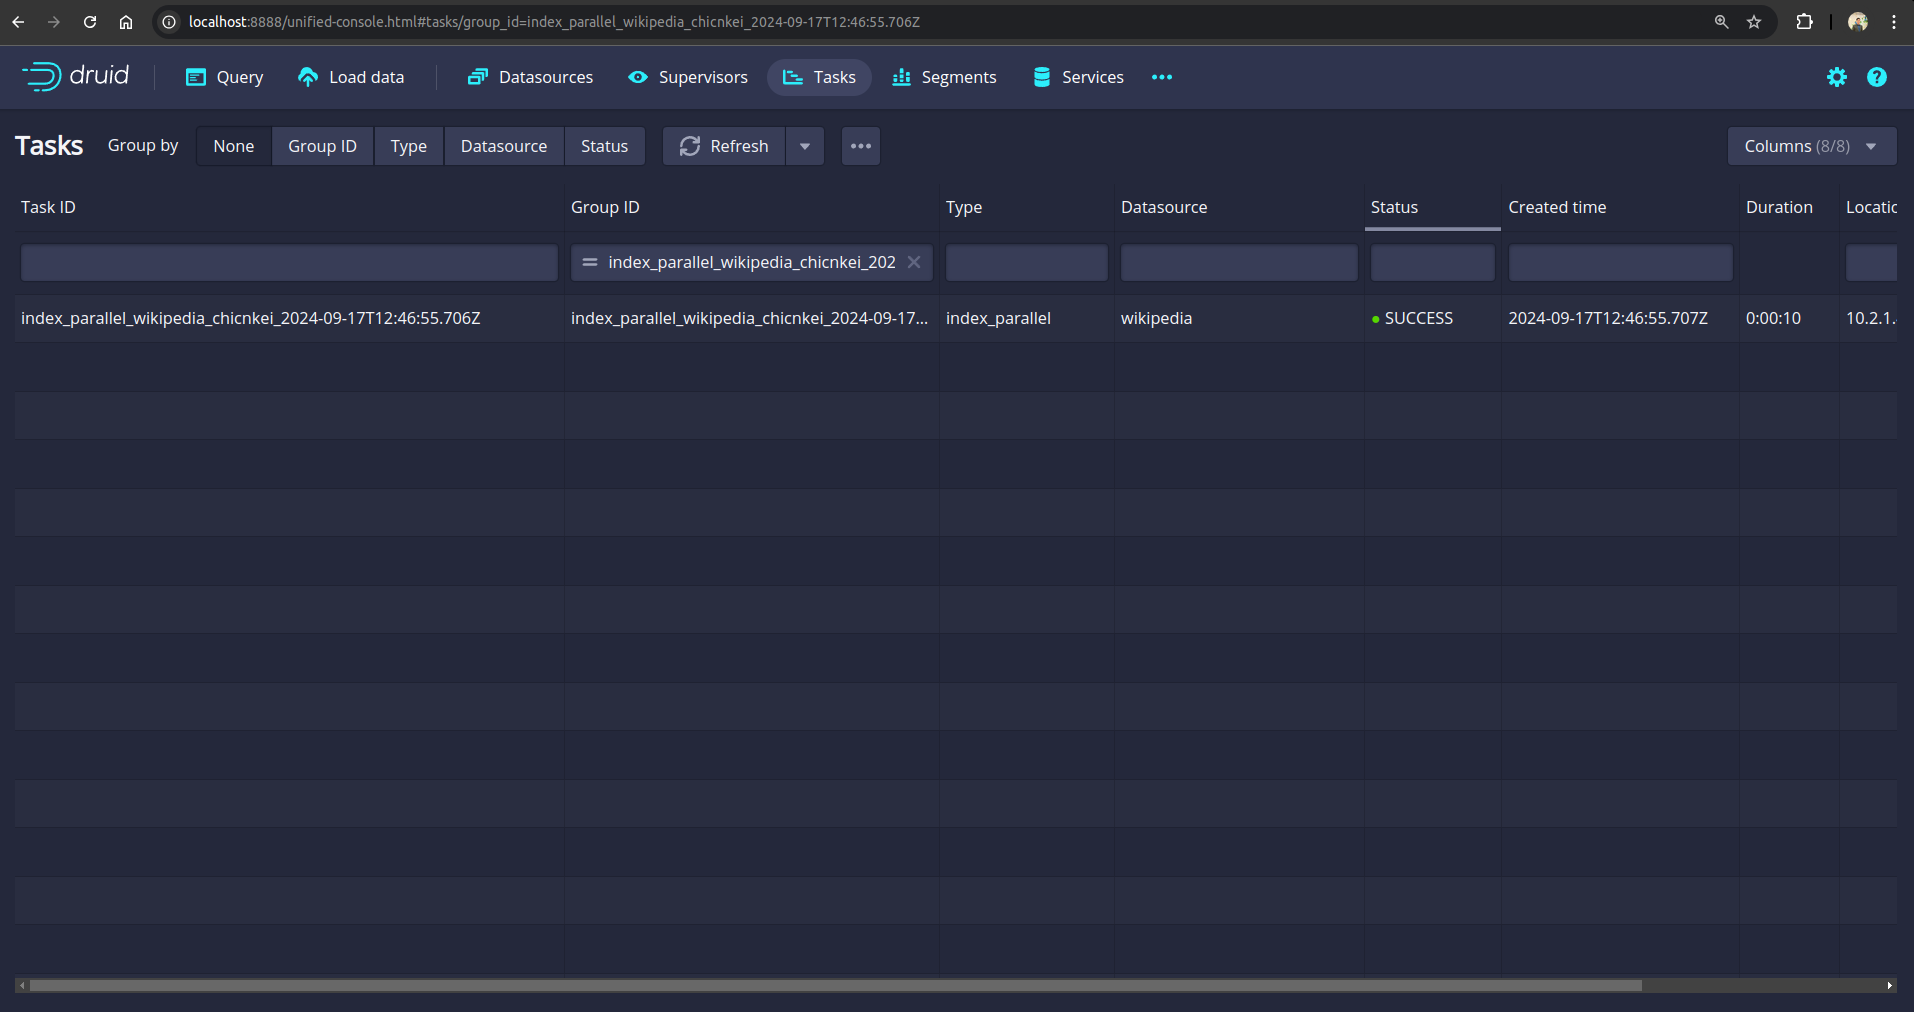 localhost:8888/unified-console.html#tasks/group_id=index_parallel_wikipedia_chicnkei_2024-09-17T12:46:55.706Z
druid Query Load data Datasources Supervisors Tasks Segments Services
Tasks Group by None Group ID Type Datasource Status Refresh Columns (8/8)
Task ID Group ID Type Datasource Status Created time Duration Locatic
= index_parallel_wikipedia_chicnkei_202
index_parallel_wikipedia_chicnkei_2024-09-17T12:46:55.706Z index_parallel_wikipedia_chicnkei_2024-09-17... index_parallel wikipedia SUCCESS 2024-09-17T12:46:55.707Z 0:00:10 10.2.1.